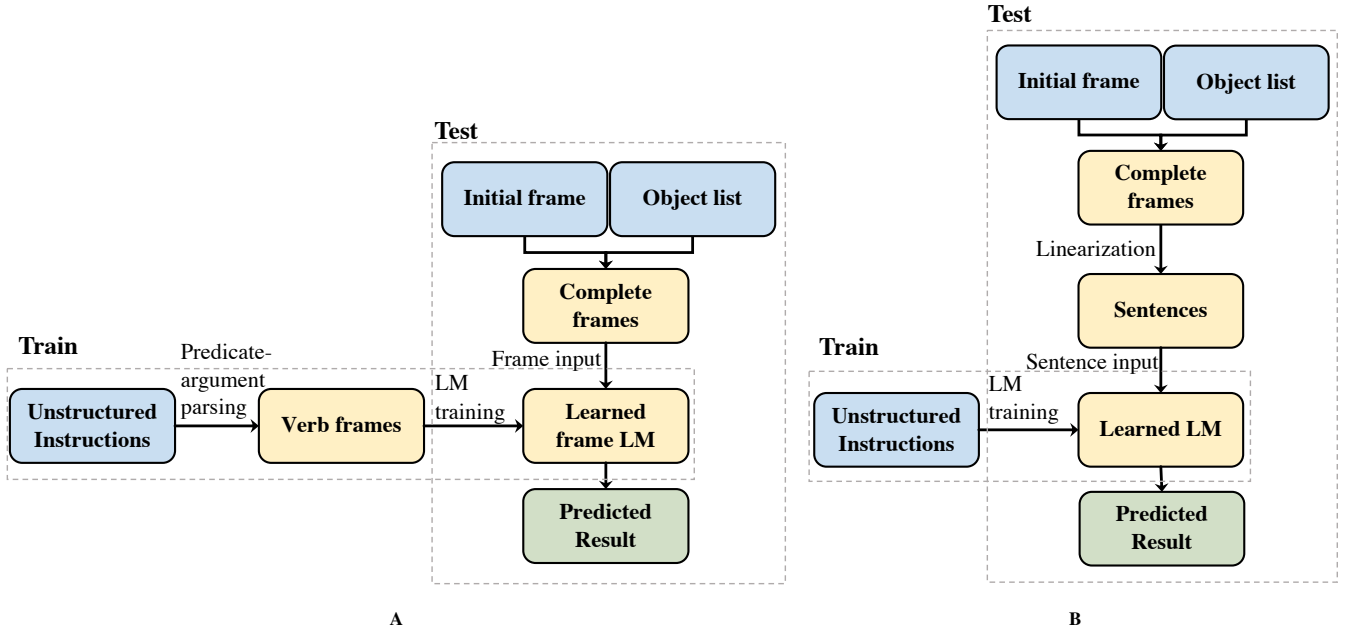 Test
Initial frame
Object list
Complete
frames
Frame input
Train
Predicate-
argument
parsing
LM
training
Unstructured
Instructions
Verb frames
Learned
frame LM
Predicted
Result
A
Test
Initial frame
Object list
Complete
frames
Linearization
Sentences
Sentence input
Train
LM
training
Unstructured
Instructions
Learned LM
Predicted
Result
B